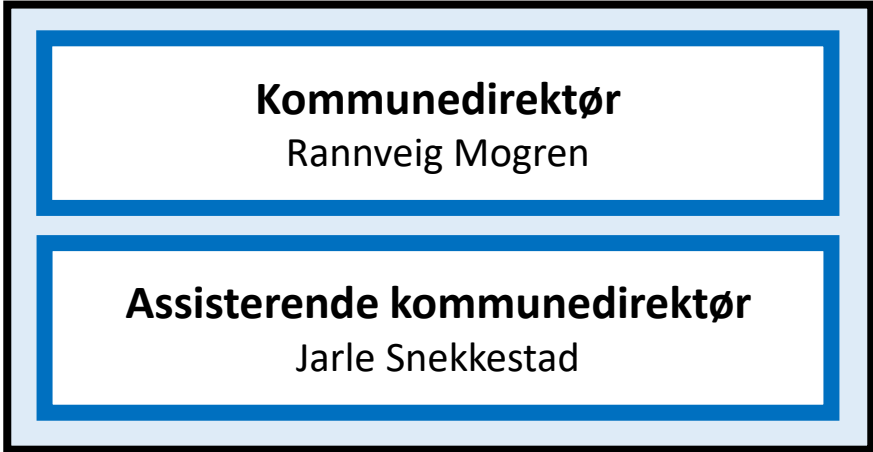 Kommunedirektør
Rannveig Mogren
Assisterende kommunedirektør
Jarle Snekkestad